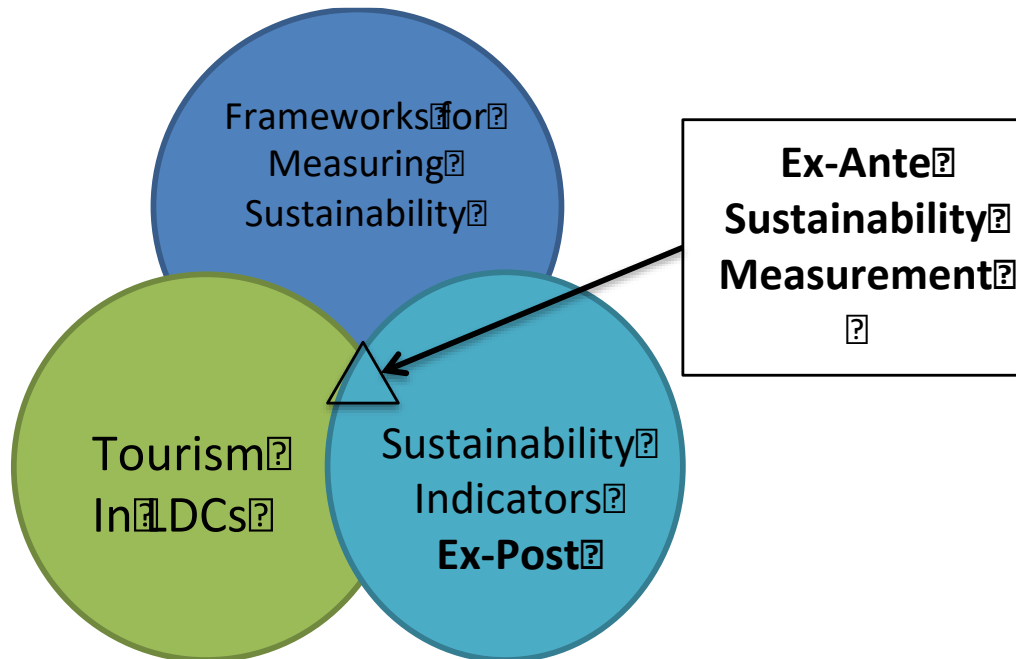 Frameworks for
Measuring
Sustainability
Ex-Ante
Sustainability
Measurement
Tourism
In LDCs
Sustainability
Indicators
Ex-Post